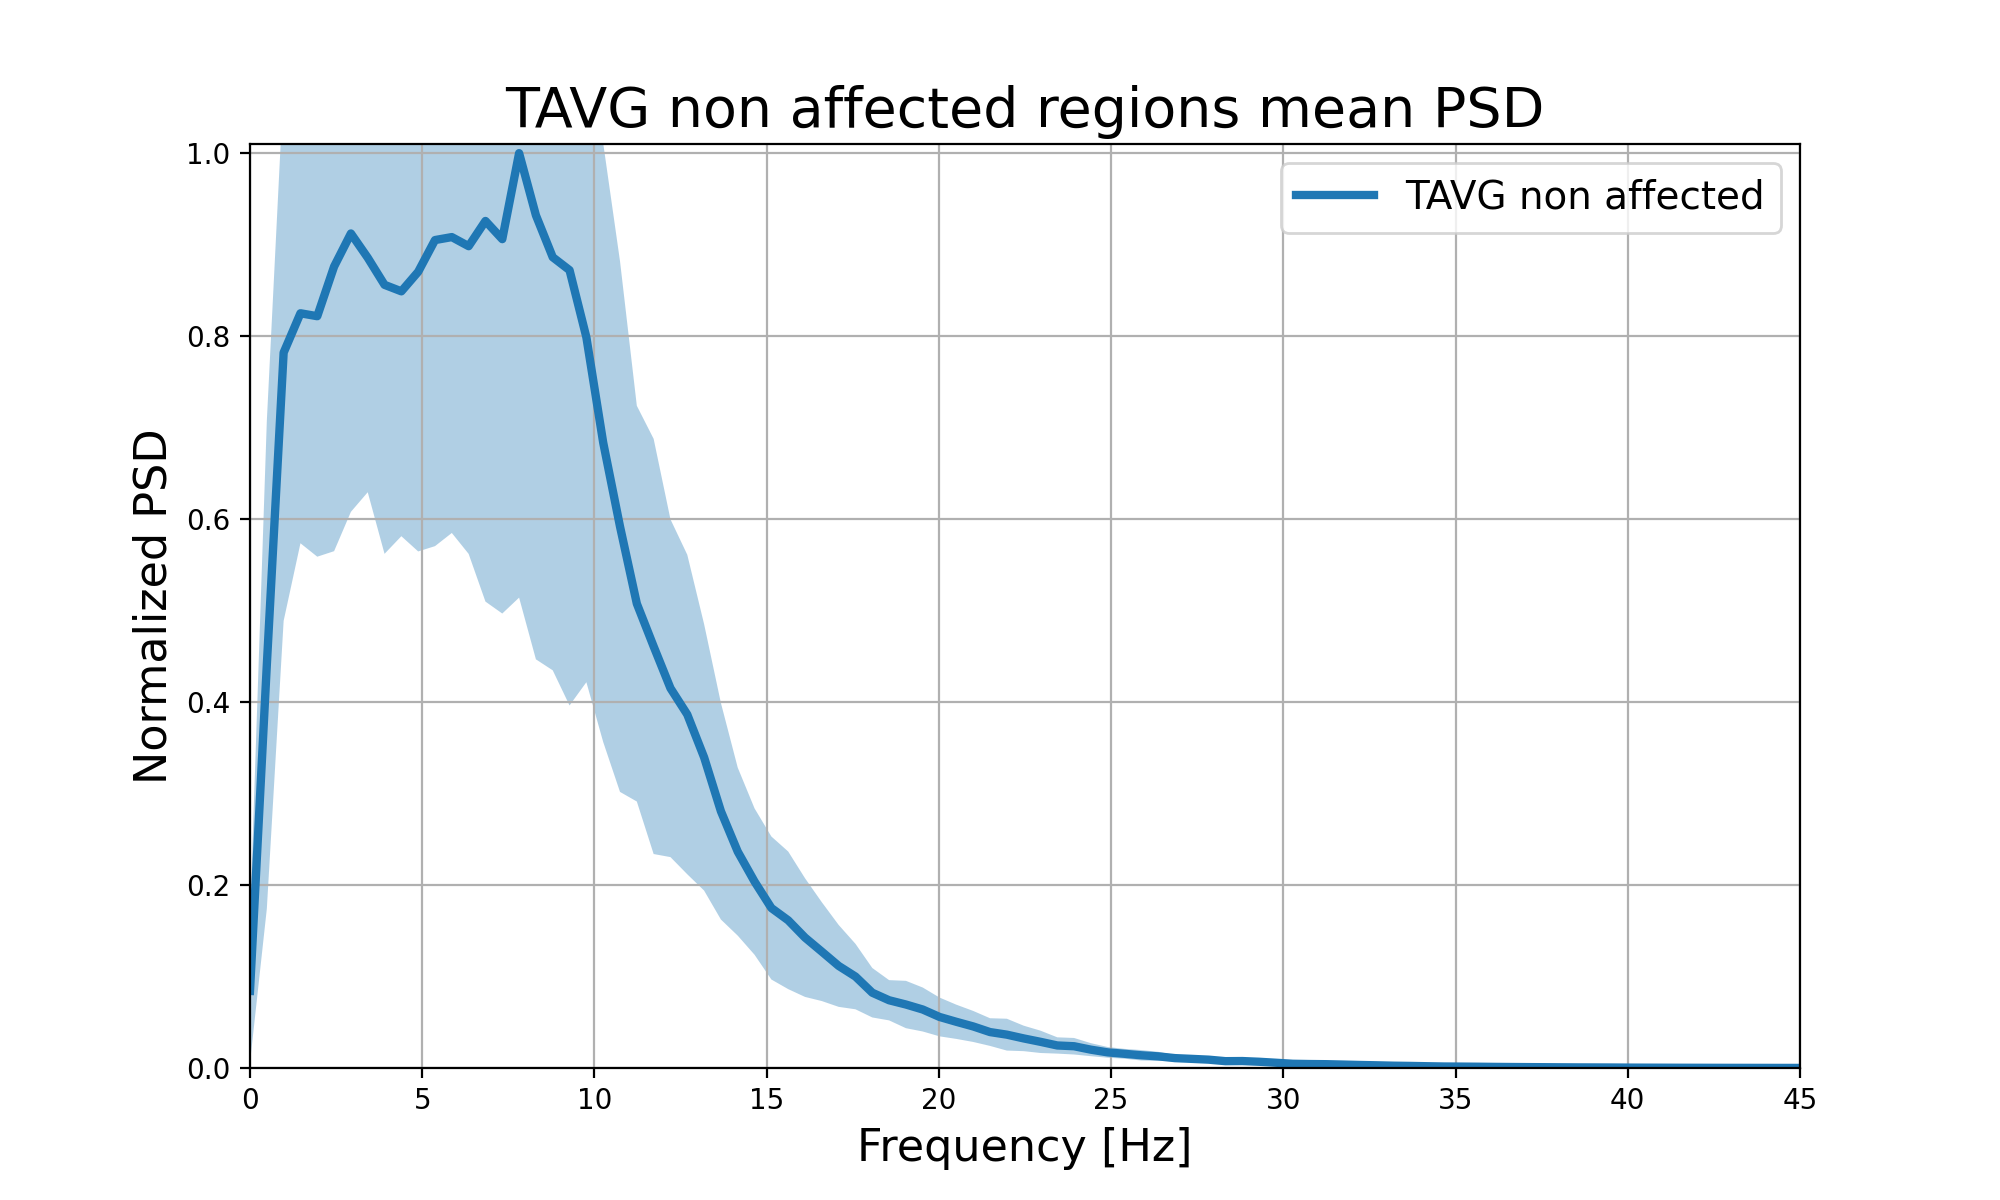 TAVG non affected regions mean PSD
TAVG non affected
Normalized PSD
1.0
0.8
0.6
0.4
0.2
0.0
0 5 10 15 20 25 30 35 40 45
Frequency [Hz]